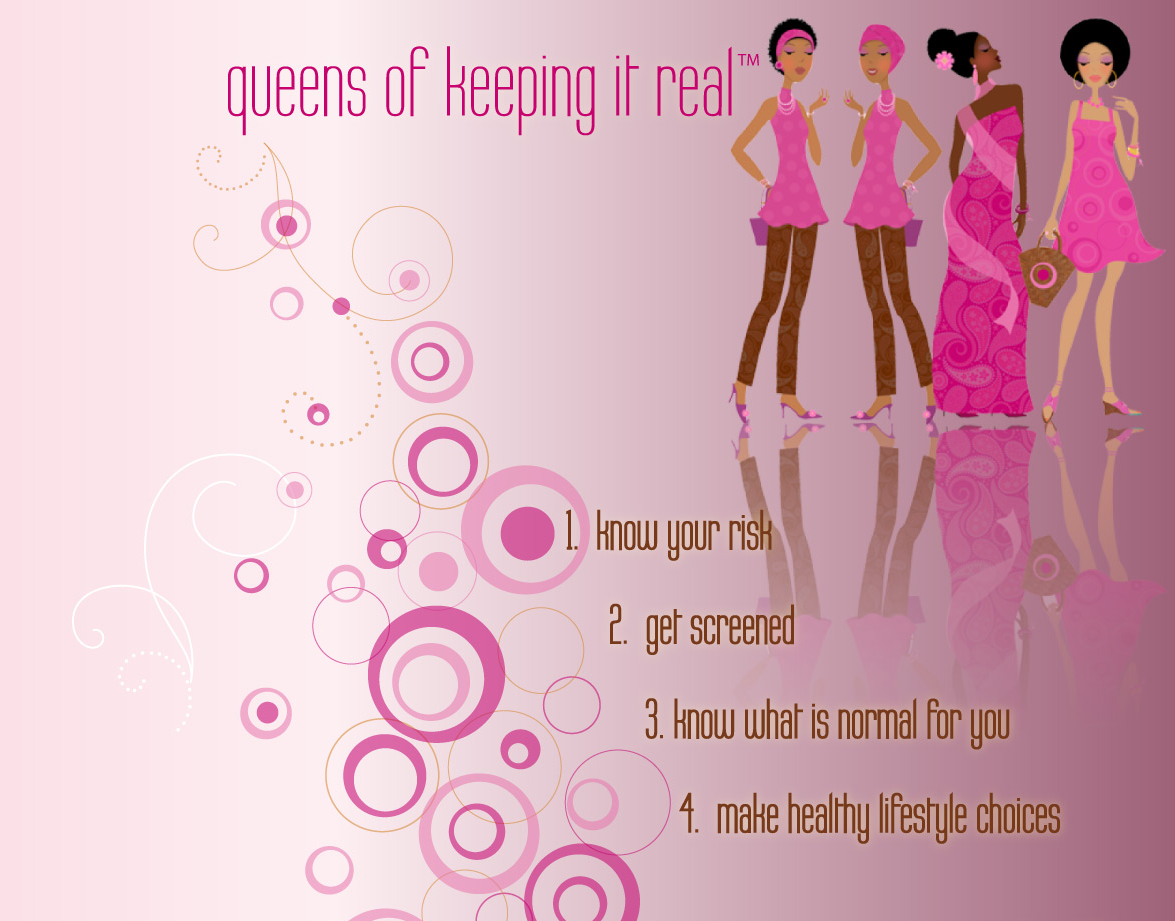 queens of keeping it real™
1. know your risk
2. get screened
3. know what is normal for you
4. make healthy lifestyle choices